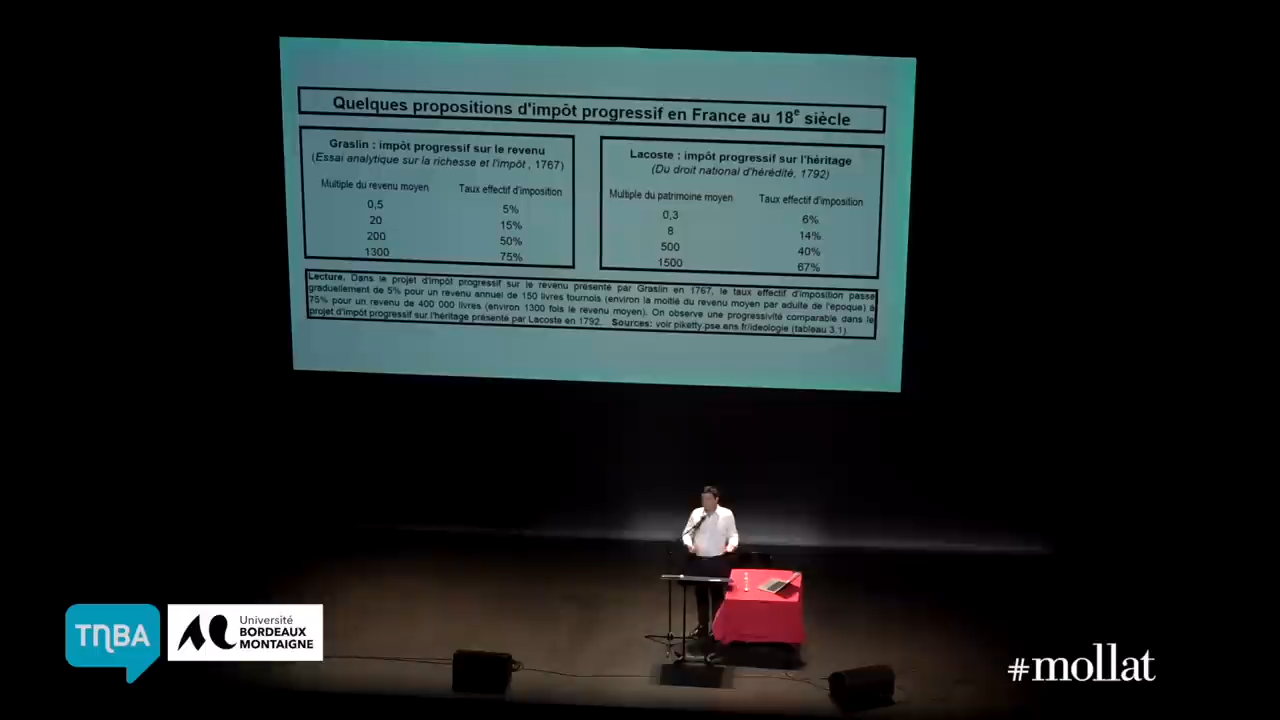 Quelques propositions d'impôt progressif en France au 18e siècle
Graslin : impôt progressif sur le revenu
(Essai analytique sur la richesse et l'impôt , 1767)
Multiple du revenu moyen Taux effectif d'imposition
0,5 5%
20 15%
200 50%
1300 75%
Lacoste : impôt progressif sur l'héritage
(Du droit national d'hérédité, 1792)
Multiple du patrimoine moyen Taux effectif d'imposition
0,3 6%
8 14%
500 40%
1500 67%
Lecture. Dans le projet d'impôt progressif sur le revenu présenté par Graslin en 1767, le taux effectif d'imposition passe
graduellement de 5% pour un revenu annuel de 150 livres tournois (environ la moitié du revenu moyen par adulte de l'époque) à
75% pour un revenu de 400 000 livres (environ 1300 fois le revenu moyen). On observe une progressivité comparable dans le
projet d'impôt progressif sur l'héritage présenté par Lacoste en 1792. Sources: voir piketty.pse.ens.fr/ideologie (tableau 3.1)
TnBA
Université
BORDEAUX
MONTAIGNE
#mollat